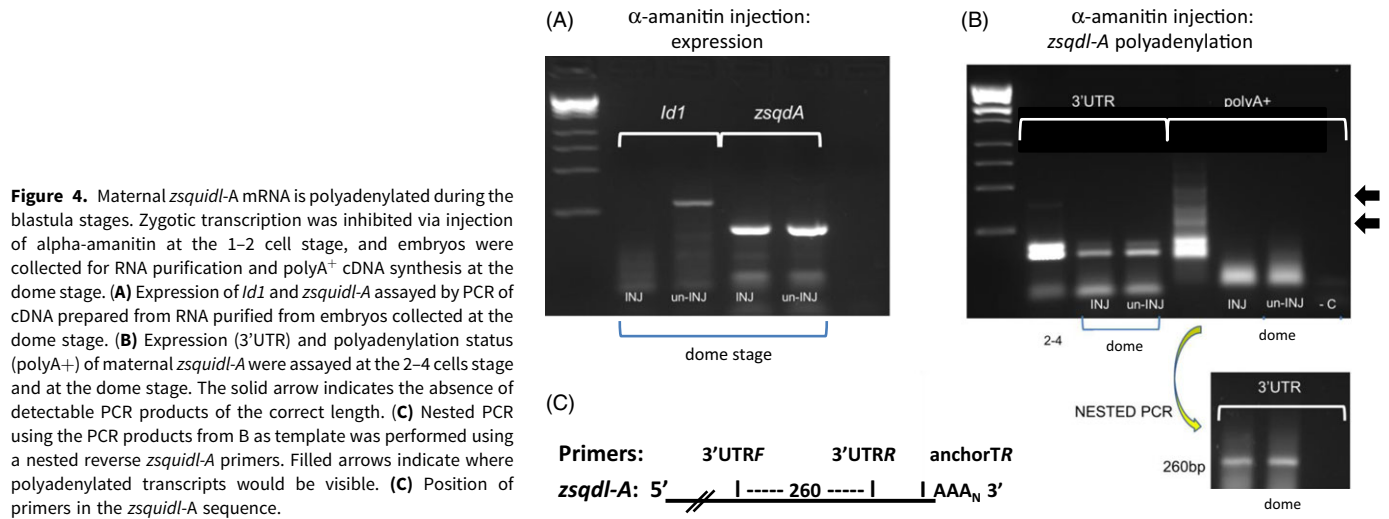 Figure 4. Maternal zsquidl-A mRNA is polyadenylated during the
blastula stages. Zygotic transcription was inhibited via injection
of alpha-amanitin at the 1–2 cell stage, and embryos were
collected for RNA purification and polyA+ cDNA synthesis at the
dome stage. (A) Expression of Id1 and zsquidl-A assayed by PCR of
cDNA prepared from RNA purified from embryos collected at the
dome stage. (B) Expression (3’UTR) and polyadenylation status
(polyA+) of maternal zsquidl-A were assayed at the 2–4 cells stage
and at the dome stage. The solid arrow indicates the absence of
detectable PCR products of the correct length. (C) Nested PCR
using the PCR products from B as template was performed using
a nested reverse zsquidl-A primers. Filled arrows indicate where
polyadenylated transcripts would be visible. (C) Position of
primers in the zsquidl-A sequence.
(A)
α-amanitin injection:
expression
Id1 zsqdA
INJ un-INJ INJ un-INJ
dome stage
(B)
α-amanitin injection:
zsqdl-A polyadenylation
3'UTR polyA+
INJ un-INJ INJ un-INJ - C
2-4 dome dome
NESTED PCR
3'UTR
260bp
dome
(C)
Primers: 3’UTRF 3’UTRR anchorTR
zsqdl-A: 5’ I ----- 260 ----- I I AAAN 3’